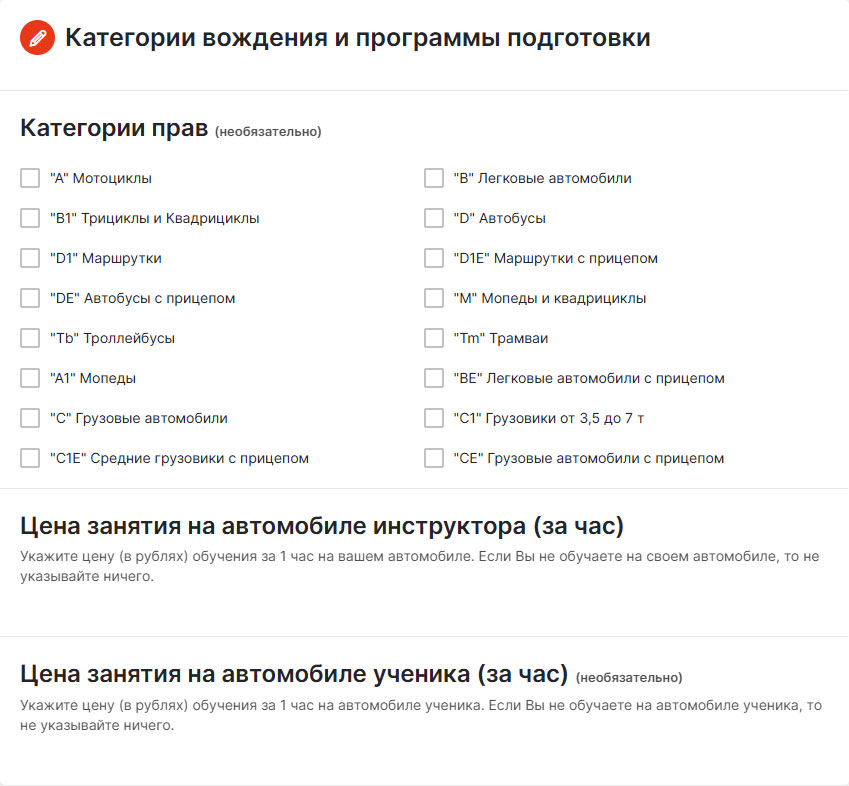 Категории вождения и программы подготовки
Категории прав (необязательно)
"A" Мотоциклы
"B" Легковые автомобили
"B1" Трициклы и Квадрициклы
"D" Автобусы
"D1" Маршрутки
"D1E" Маршрутки с прицепом
"DE" Автобусы с прицепом
"M" Мопеды и квадрициклы
"Tb" Троллейбусы
"Tm" Трамваи
"A1" Мопеды
"BE" Легковые автомобили с прицепом
"C" Грузовые автомобили
"C1" Грузовики от 3,5 до 7 т
"C1E" Средние грузовики с прицепом
"CE" Грузовые автомобили с прицепом
Цена занятия на автомобиле инструктора (за час)
Укажите цену (в рублях) обучения за 1 час на вашем автомобиле. Если Вы не обучаете на своем автомобиле, то не
указывайте ничего.
Цена занятия на автомобиле ученика (за час) (необязательно)
Укажите цену (в рублях) обучения за 1 час на автомобиле ученика. Если Вы не обучаете на автомобиле ученика, то
не указывайте ничего.